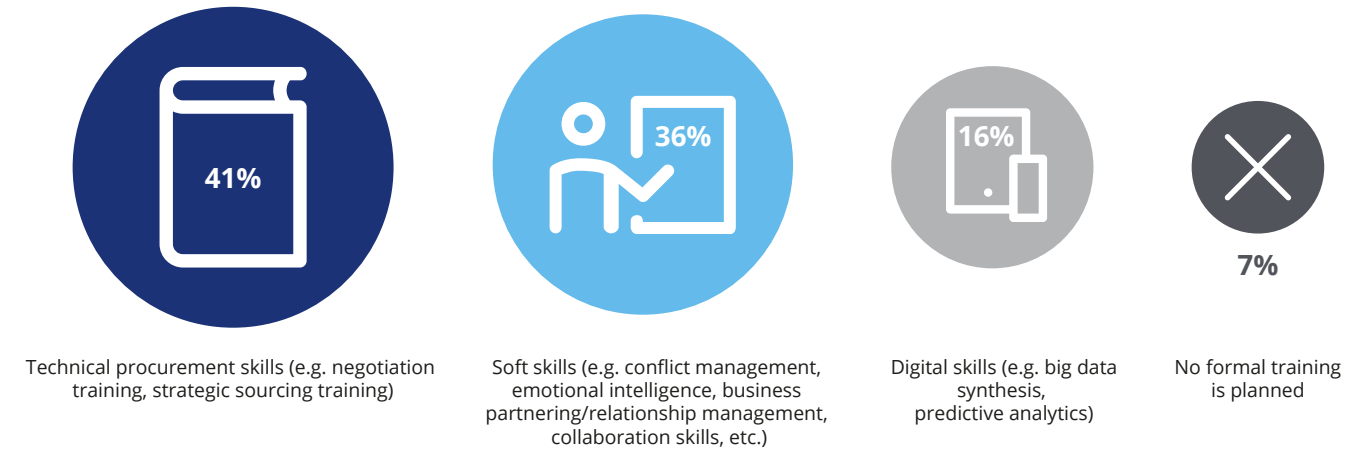 41%
36%
16%
7%
Technical procurement skills (e.g. negotiation
training, strategic sourcing training)
Soft skills (e.g. conflict management,
emotional intelligence, business
partnering/relationship management,
collaboration skills, etc.)
Digital skills (e.g. big data
synthesis,
predictive analytics)
No formal training
is planned